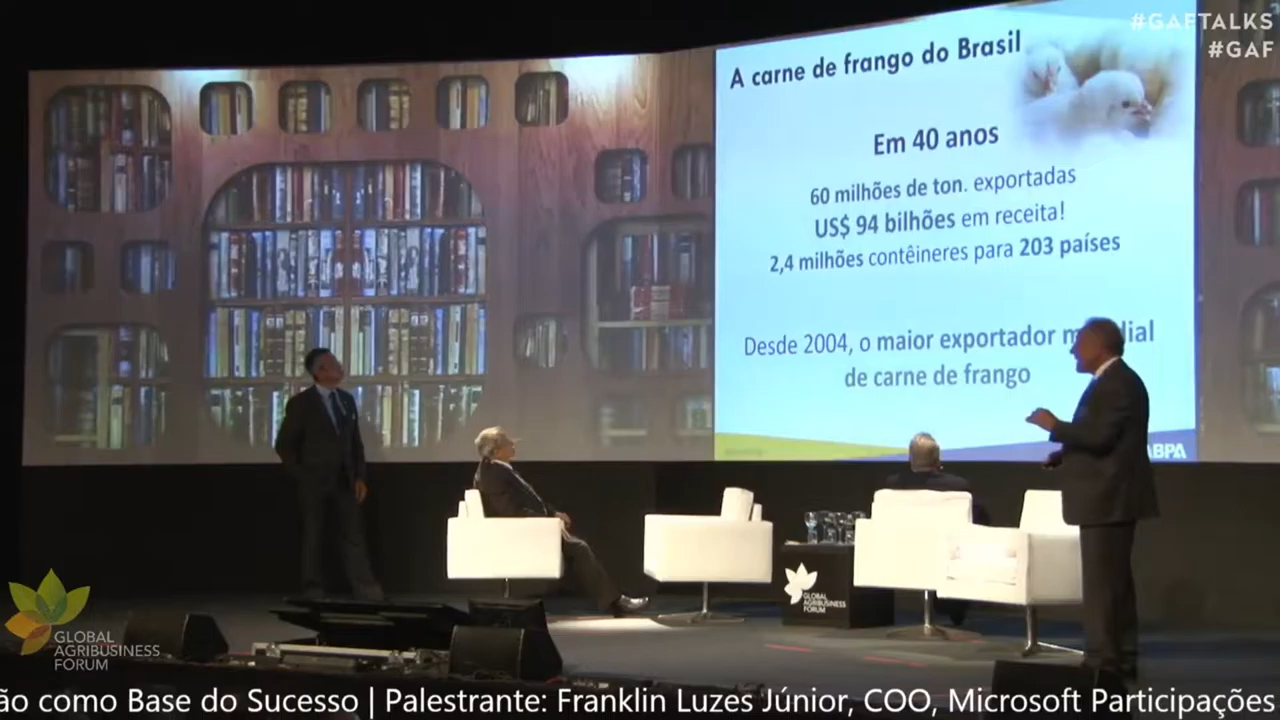 #GAFTALKS
#GAF
A carne de frango do Brasil
Em 40 anos
60 milhões de ton. exportadas
US$ 94 bilhões em receita!
2,4 milhões contêineres para 203 países
Desde 2004, o maior exportador m dial
de carne de frango
ABPA
GLOBAL
AGRIBUSINESS
FORUM
GLOBAL
AGRIBUSINESS
FORUM
ão como Base do Sucesso | Palestrante: Franklin Luzes Júnior, COO, Microsoft Participações